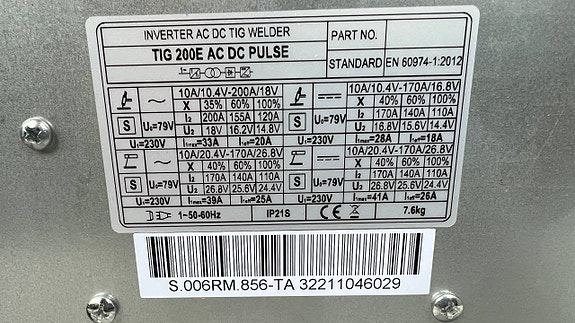 INVERTER AC DC TIG WELDER
PART NO.
TIG 200E AC DC PULSE
STANDARD EN 60974-1:2012
10A/10.4V-200A/18V
X 35% 60% 100%
S U₀=79V I₂ 200A 155A 120A
U₂ 18V 16.2V 14.8V
U₁=230V I₁max=33A I₁eff=20A
10A/10.4V-170A/16.8V
X 40% 60% 100%
S U₀=79V I₂ 170A 140A 110A
U₂ 16.8V 15.6V 14.4V
U₁=230V I₁max=28A I₁eff=18A
10A/20.4V-170A/26.8V
X 40% 60% 100%
S U₀=79V I₂ 170A 140A 110A
U₂ 26.8V 25.6V 24.4V
U₁=230V I₁max=39A I₁eff=25A
10A/20.4V-170A/26.8V
X 40% 60% 100%
S U₀=79V I₂ 170A 140A 110A
U₂ 26.8V 25.6V 24.4V
U₁=230V I₁max=41A I₁eff=26A
1~50-60Hz IP21S CE 7.6kg
S.006RM.856-TA 32211046029